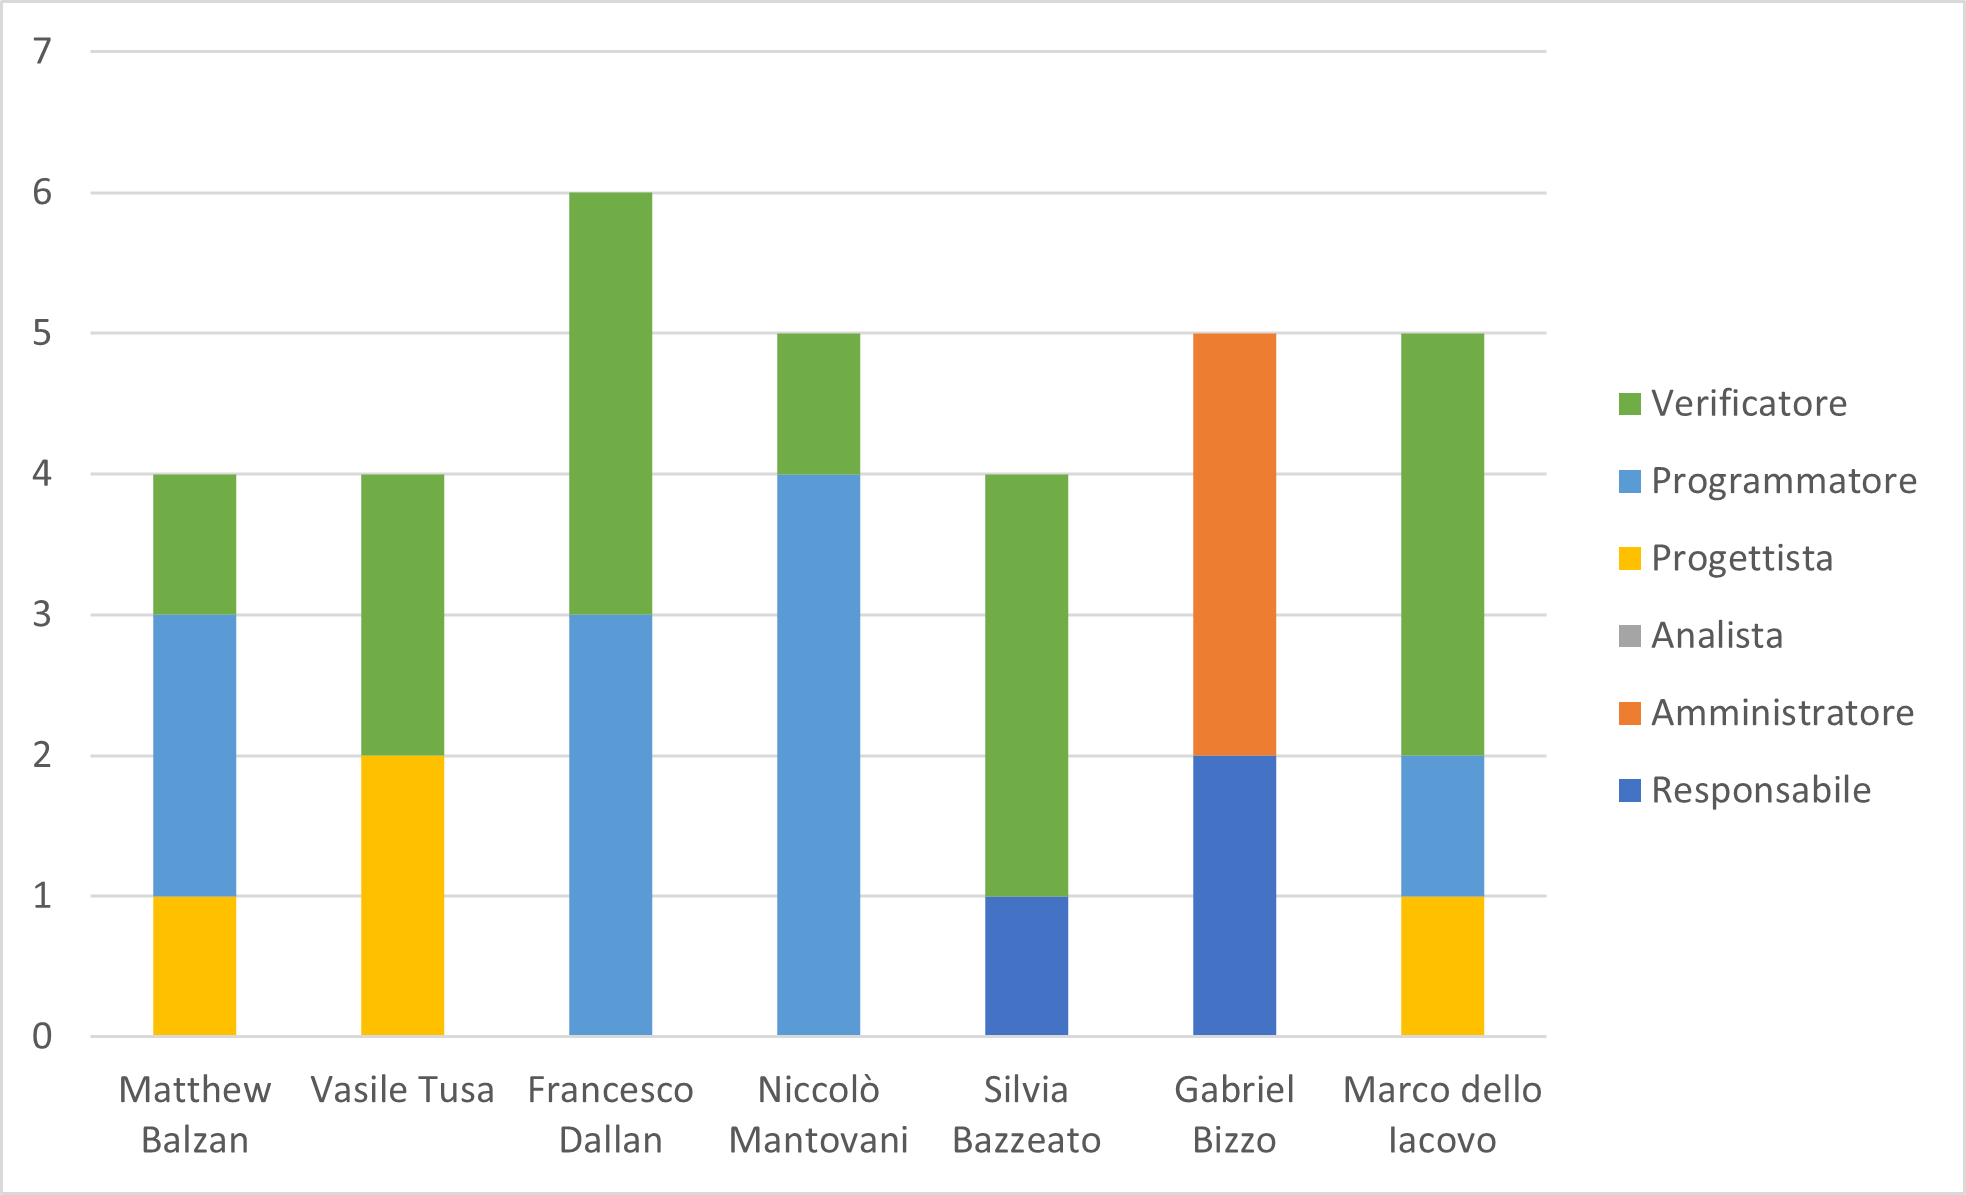 7
6
5
4
3
2
1
0
Matthew
Balzan
Vasile Tusa
Francesco
Dallan
Niccolò
Mantovani
Silvia
Bazzeato
Gabriel
Bizzo
Marco dello
Iacovo
Verificatore
Programmatore
Progettista
Analista
Amministratore
Responsabile